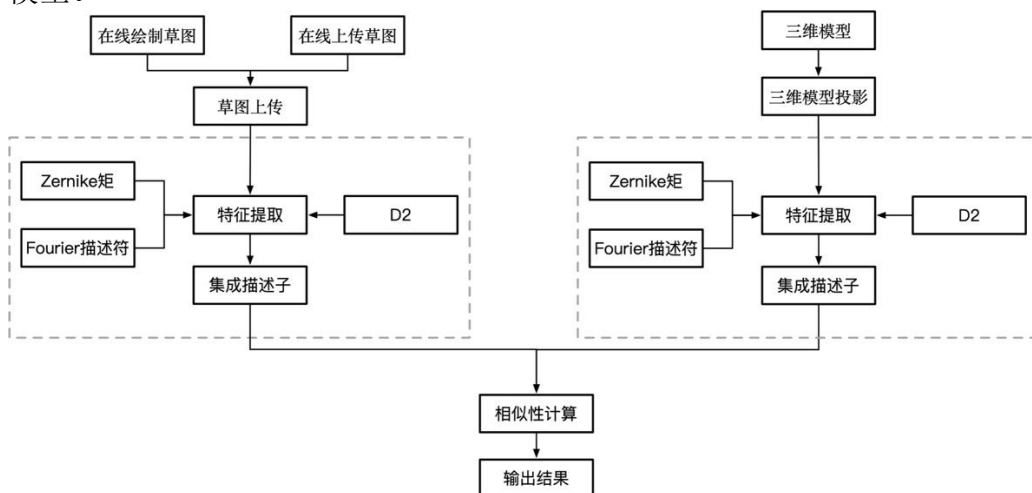 在线绘制草图
在线上传草图
草图上传
Zernike矩
Fourier描述符
特征提取
D2
集成描述子
三维模型
三维模型投影
Zernike矩
Fourier描述符
特征提取
D2
集成描述子
相似性计算
输出结果